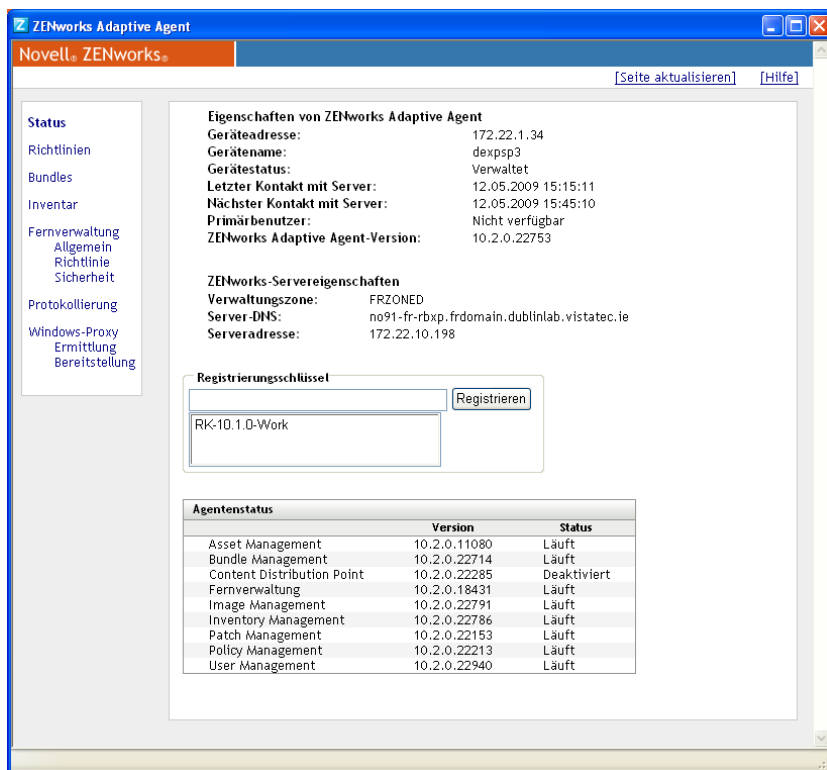 ZENworks Adaptive Agent
Novell® ZENworks®
[Seite aktualisieren] [Hilfe]
Status
Richtlinien
Bundles
Inventar
Fernverwaltung
Allgemein
Richtlinie
Sicherheit
Protokollierung
Windows-Proxy
Ermittlung
Bereitstellung
Eigenschaften von ZENworks Adaptive Agent
Geräteadresse: 172.22.1.34
Gerätename: dexpsp3
Gerätestatus: Verwaltet
Letzter Kontakt mit Server: 12.05.2009 15:15:11
Nächster Kontakt mit Server: 12.05.2009 15:45:10
Primärbenutzer: Nicht verfügbar
ZENworks Adaptive Agent-Version: 10.2.0.22753
ZENworks-Servereigenschaften
Verwaltungszone: FRZONED
Server-DNS: no91-fr-rbxp.frdomain.dublinlab.vistatec.ie
Serveradresse: 172.22.10.198
Registrierungsschlüssel
Registrieren
RK-10.1.0-Work
Agentenstatus
Version Status
Asset Management 10.2.0.11080 Läuft
Bundle Management 10.2.0.22714 Läuft
Content Distribution Point 10.2.0.22285 Deaktiviert
Fernverwaltung 10.2.0.18431 Läuft
Image Management 10.2.0.22791 Läuft
Inventory Management 10.2.0.22786 Läuft
Patch Management 10.2.0.22153 Läuft
Policy Management 10.2.0.22213 Läuft
User Management 10.2.0.22940 Läuft